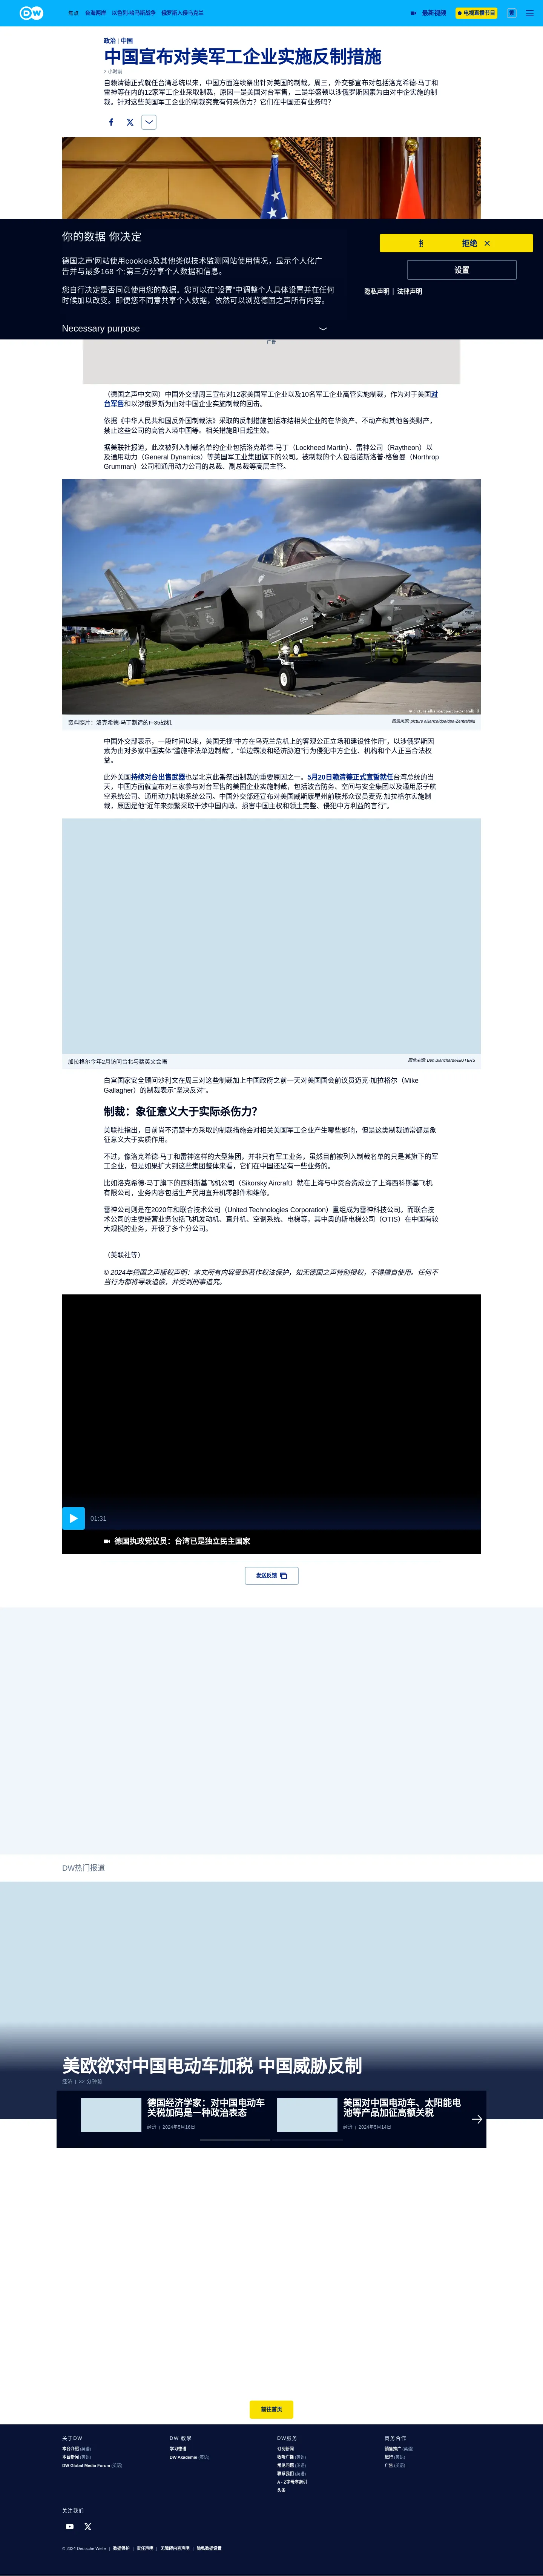 DW
焦点 台海两岸 以色列-哈马斯战争 俄罗斯入侵乌克兰
最新视频
电视直播节目
繁
政治 | 中国
中国宣布对美军工企业实施反制措施
2 小时前
自赖清德正式就任台湾总统以来，中国方面连续祭出针对美国的制裁。周三，外交部宣布对包括洛克希德·马丁和
雷神等在内的12家军工企业采取制裁，原因一是美国对台军售，二是华盛顿以涉俄罗斯因素为由对中企实施的制
裁。针对这些美国军工企业的制裁究竟有何杀伤力？它们在中国还有业务吗？
你的数据 你决定
德国之声’网站使用cookies及其他类似技术监测网站使用情况，显示个人化广
告并与最多168 个;第三方分享个人数据和信息。
您自行决定是否同意使用您的数据。您可以在“设置”中调整个人具体设置并在任何
时候加以改变。即便您不同意共享个人数据，依然可以浏览德国之声所有内容。
Necessary purpose
拒绝
设置
隐私声明 | 法律声明
广告
（德国之声中文网）中国外交部周三宣布对12家美国军工企业以及10名军工企业高管实施制裁，作为对于美国对
台军售和以涉俄罗斯为由对中国企业实施制裁的回击。
依据《中华人民共和国反外国制裁法》采取的反制措施包括冻结相关企业的在华资产、不动产和其他各类财产，
禁止这些公司的高管入境中国等。相关措施即日起生效。
据美联社报道，此次被列入制裁名单的企业包括洛克希德·马丁（Lockheed Martin）、雷神公司（Raytheon）以
及通用动力（General Dynamics）等美国军工业集团旗下的公司。被制裁的个人包括诺斯洛普·格鲁曼（Northrop
Grumman）公司和通用动力公司的总裁、副总裁等高层主管。
© picture alliance/dpa/dpa-Zentralbild
资料照片：洛克希德·马丁制造的F-35战机
图像来源: picture alliance/dpa/dpa-Zentralbild
中国外交部表示，一段时间以来，美国无视“中方在乌克兰危机上的客观公正立场和建设性作用”，以涉俄罗斯因
素为由对多家中国实体“滥施非法单边制裁”，“单边霸凌和经济胁迫”行为侵犯中方企业、机构和个人正当合法权
益。
此外美国持续对台出售武器也是北京此番祭出制裁的重要原因之一。5月20日赖清德正式宣誓就任台湾总统的当
天，中国方面就宣布对三家参与对台军售的美国企业实施制裁，包括波音防务、空间与安全集团以及通用原子航
空系统公司、通用动力陆地系统公司。中国外交部还宣布对美国威斯康星州前联邦众议员麦克·加拉格尔实施制
裁，原因是他“近年来频繁采取干涉中国内政、损害中国主权和领土完整、侵犯中方利益的言行”。
加拉格尔今年2月访问台北与蔡英文会晤
图像来源: Ben Blanchard/REUTERS
白宫国家安全顾问沙利文在周三对这些制裁加上中国政府之前一天对美国国会前议员迈克·加拉格尔（Mike
Gallagher）的制裁表示“坚决反对”。
制裁：象征意义大于实际杀伤力？
美联社指出，目前尚不清楚中方采取的制裁措施会对相关美国军工企业产生哪些影响，但是这类制裁通常都是象
征意义大于实质作用。
不过，像洛克希德·马丁和雷神这样的大型集团，并非只有军工业务，虽然目前被列入制裁名单的只是其旗下的军
工企业，但是如果扩大到这些集团整体来看，它们在中国还是有一些业务的。
比如洛克希德·马丁旗下的西科斯基飞机公司（Sikorsky Aircraft）就在上海与中资合资成立了上海西科斯基飞机
有限公司，业务内容包括生产民用直升机零部件和维修。
雷神公司则是在2020年和联合技术公司（United Technologies Corporation）重组成为雷神科技公司。而联合技
术公司的主要经营业务包括飞机发动机、直升机、空调系统、电梯等，其中奥的斯电梯公司（OTIS）在中国有较
大规模的业务，开设了多个分公司。
（美联社等）
© 2024年德国之声版权声明：本文所有内容受到著作权法保护，如无德国之声特别授权，不得擅自使用。任何不
当行为都将导致追偿，并受到刑事追究。
01:31
德国执政党议员：台湾已是独立民主国家
发送反馈
DW热门报道
美欧欲对中国电动车加税 中国威胁反制
经济 | 32 分钟前
德国经济学家：对中国电动车
关税加码是一种政治表态
经济 | 2024年5月16日
美国对中国电动车、太阳能电
池等产品加征高额关税
经济 | 2024年5月14日
前往首页
关于DW
本台介绍 (英语)
本台新闻 (英语)
DW Global Media Forum (英语)
DW 教學
学习德语
DW Akademie (英语)
DW服务
订阅新闻
收听广播 (英语)
常见问题 (英语)
联系我们 (英语)
A - Z字母序索引
头条
商务合作
销售推广 (英语)
旅行 (英语)
广告 (英语)
关注我们
© 2024 Deutsche Welle | 数据保护 | 责任声明 | 无障碍内容声明 | 隐私数据设置